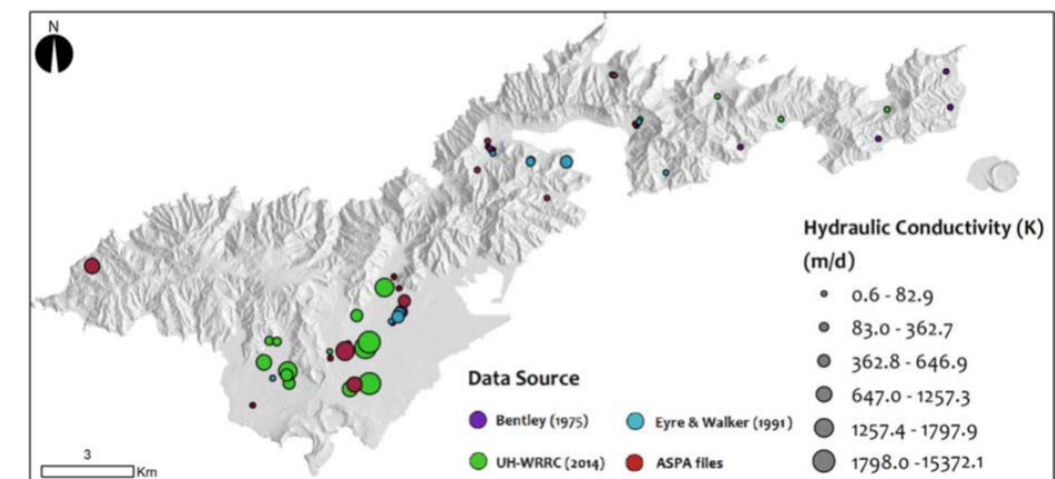 N
Hydraulic Conductivity (K)
(m/d)
0.6 - 82.9
83.0 - 362.7
362.8 - 646.9
647.0 - 1257.3
1257.4 - 1797.9
1798.0 -15372.1
Data Source
Bentley (1975) Eyre & Walker (1991)
UH-WRRC (2014) ASPA files
3
Km